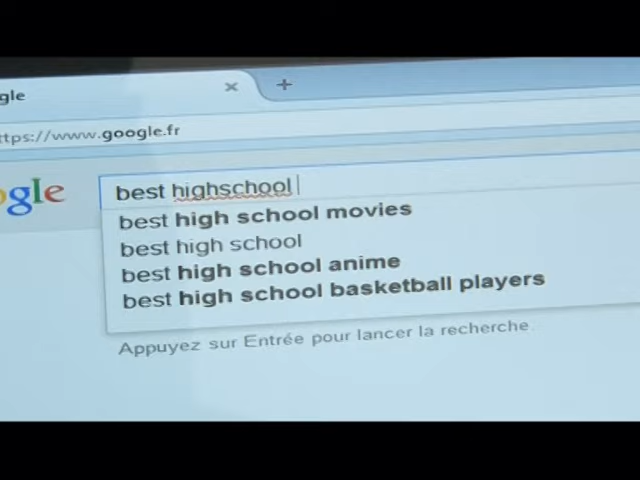 gle
ttps://www.google.fr
ogle
best highschool
best high school movies
best high school
best high school anime
best high school basketball players
Appuyez sur Entrée pour lancer la recherche.